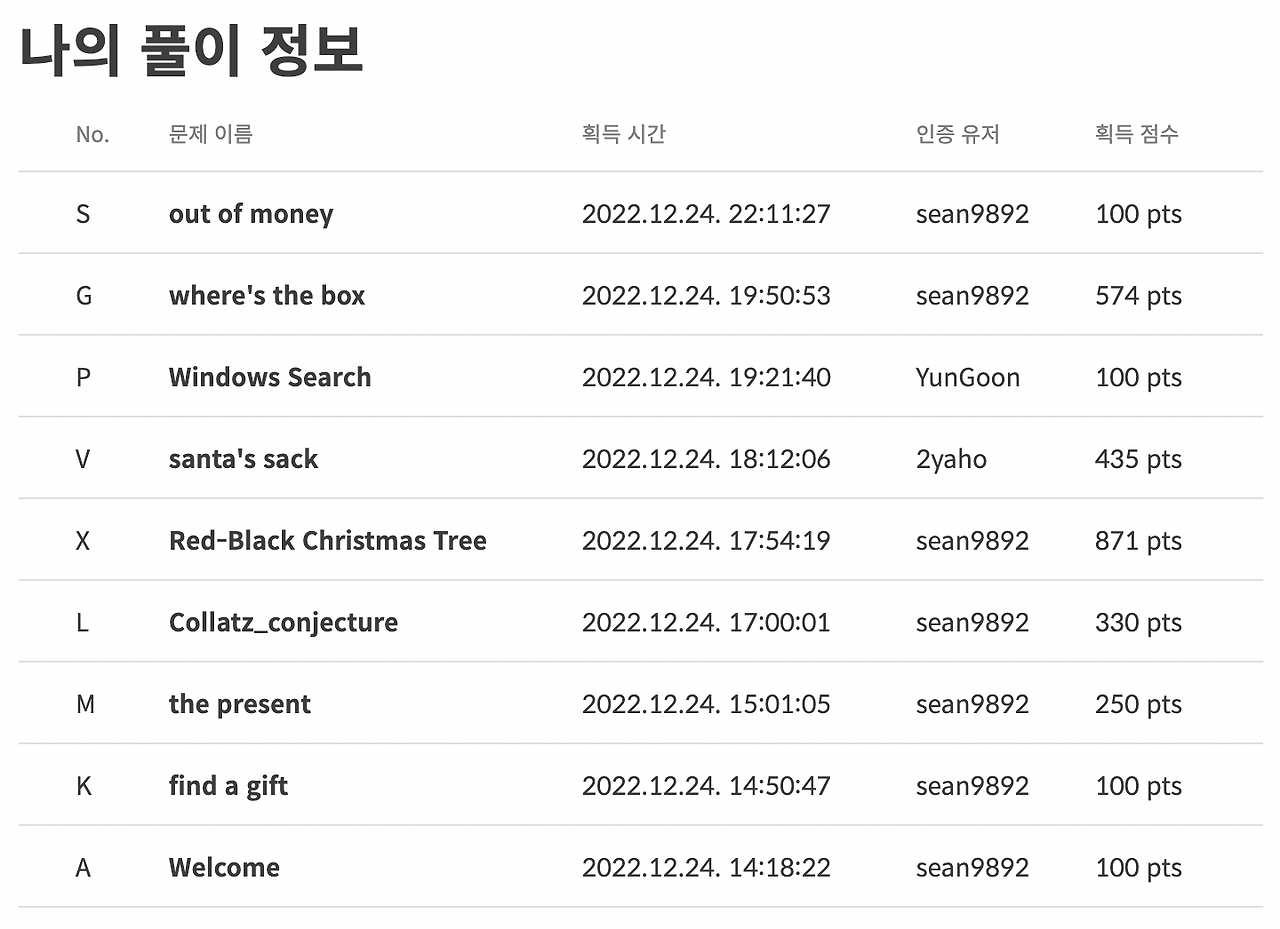 나의 풀이 정보
No. 문제 이름 획득 시간 인증 유저 획득 점수
S out of money 2022.12.24. 22:11:27 sean9892 100 pts
G where's the box 2022.12.24. 19:50:53 sean9892 574 pts
P Windows Search 2022.12.24. 19:21:40 YunGoon 100 pts
V santa's sack 2022.12.24. 18:12:06 2yaho 435 pts
X Red-Black Christmas Tree 2022.12.24. 17:54:19 sean9892 871 pts
L Collatz_conjecture 2022.12.24. 17:00:01 sean9892 330 pts
M the present 2022.12.24. 15:01:05 sean9892 250 pts
K find a gift 2022.12.24. 14:50:47 sean9892 100 pts
A Welcome 2022.12.24. 14:18:22 sean9892 100 pts